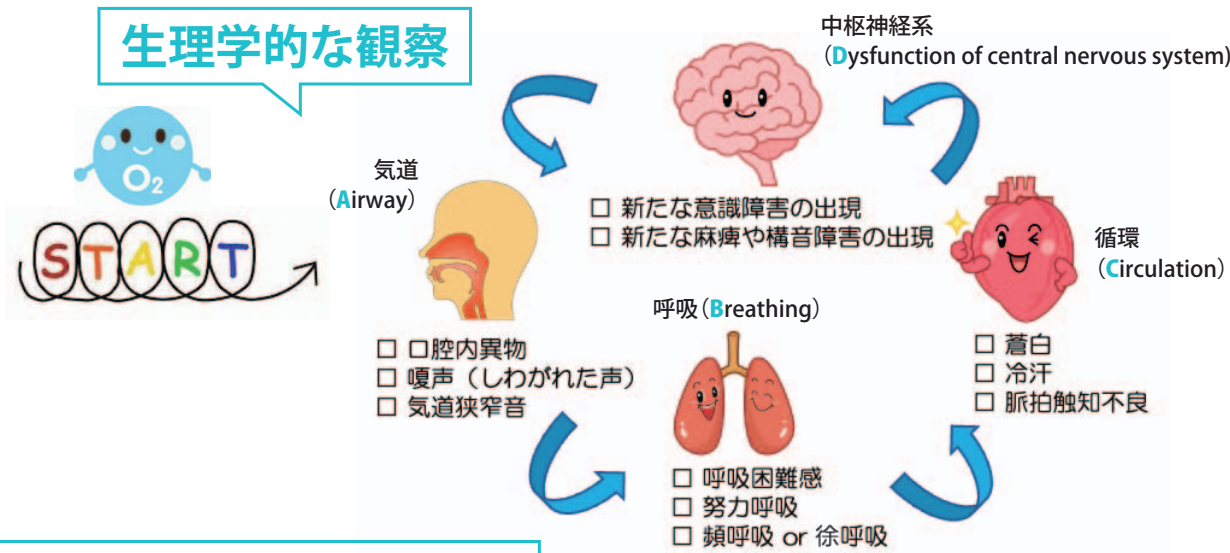 生理学的な観察
O2
START
気道
（Airway）
□ 口腔内異物
□ 嗄声（しわがれた声）
□ 気道狭窄音
呼吸（Breathing）
□ 呼吸困難感
□ 努力呼吸
□ 頻呼吸 or 徐呼吸
循環
（Circulation）
□ 蒼白
□ 冷汗
□ 脈拍触知不良
中枢神経系
（Dysfunction of central nervous system)
□ 新たな意識障害の出現
□ 新たな麻痺や構音障害の出現